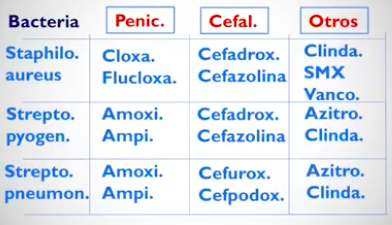 Bacteria Penic. Cefal. Otros
Staphilo. Cloxa. Cefadrox. Clinda.
aureus Flucloxa. Cefazolina SMX
Vanco.
Strepto. Amoxi. Cefadrox. Azitro.
pyogen. Ampi. Cefazolina Clinda.
Strepto. Amoxi. Cefurox. Azitro.
pneumon. Ampi. Cefpodox. Clinda.